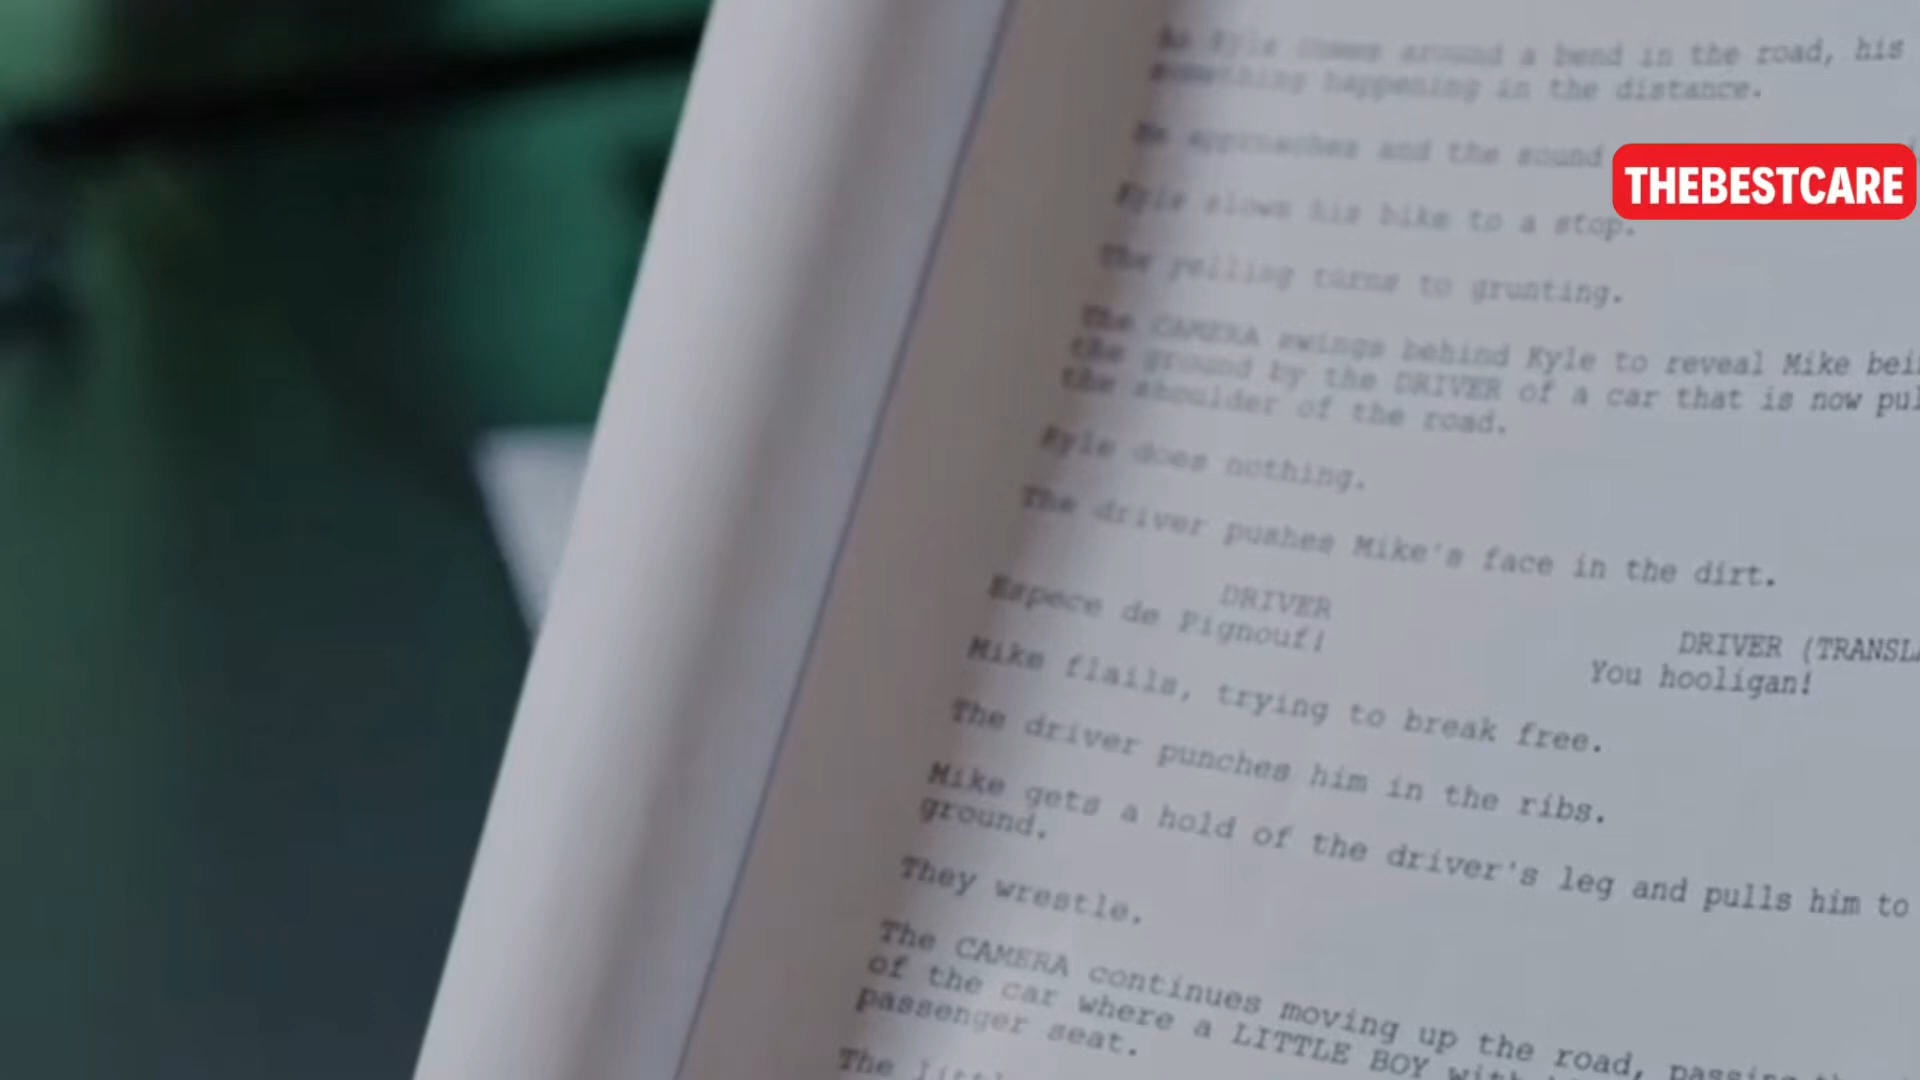 As Kyle comes around a bend in the road, his
something happening in the distance.
He approaches and the sound
THEBESTCARE
Kyle slows his bike to a stop.
The yelling turns to grunting.
The CAMERA swings behind Kyle to reveal Mike bei
the ground by the DRIVER of a car that is now pul
the shoulder of the road.
Kyle does nothing.
The driver pushes Mike's face in the dirt.
DRIVER
Espece de Pignouf!
DRIVER (TRANSLA
You hooligan!
Mike flails, trying to break free.
The driver punches him in the ribs.
Mike gets a hold of the driver's leg and pulls him to
ground.
They wrestle.
The CAMERA continues moving up the road, passing
of the car where a LITTLE BOY with
passenger seat.
The